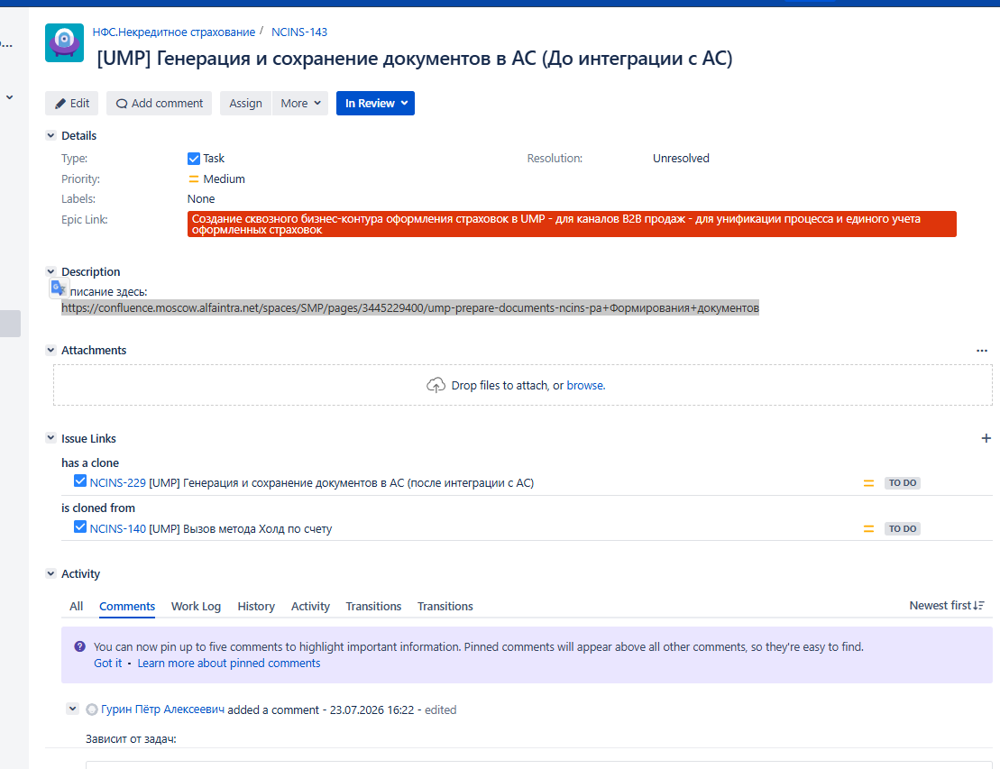 НФС.Некредитное страхование / NCINS-143
[UMP] Генерация и сохранение документов в АС (До интеграции с АС)
Edit Add comment Assign More In Review
Details
Type: Task Resolution: Unresolved
Priority: Medium
Labels: None
Epic Link: Создание сквозного бизнес-контура оформления страховок в UMP - для каналов B2B продаж - для унификации процесса и единого учета
оформленных страховок
Description
писание здесь:
https://confluence.moscow.alfaintra.net/spaces/SMP/pages/3445229400/ump-prepare-documents-ncins-pa+Формирования+документов
Attachments
Drop files to attach, or browse.
Issue Links
has a clone
NCINS-229 [UMP] Генерация и сохранение документов в АС (после интеграции с АС) TO DO
is cloned from
NCINS-140 [UMP] Вызов метода Холд по счету TO DO
Activity
All Comments Work Log History Activity Transitions Transitions Newest first
You can now pin up to five comments to highlight important information. Pinned comments will appear above all other comments, so they're easy to find.
Got it • Learn more about pinned comments
Гурин Пётр Алексеевич added a comment - 23.07.2026 16:22 - edited
Зависит от задач: